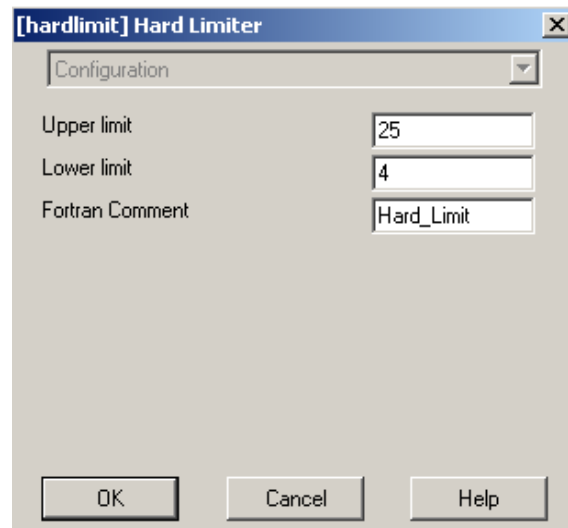 [hardlimit] Hard Limiter
Configuration
Upper limit 25
Lower limit 4
Fortran Comment Hard_Limit
OK Cancel Help